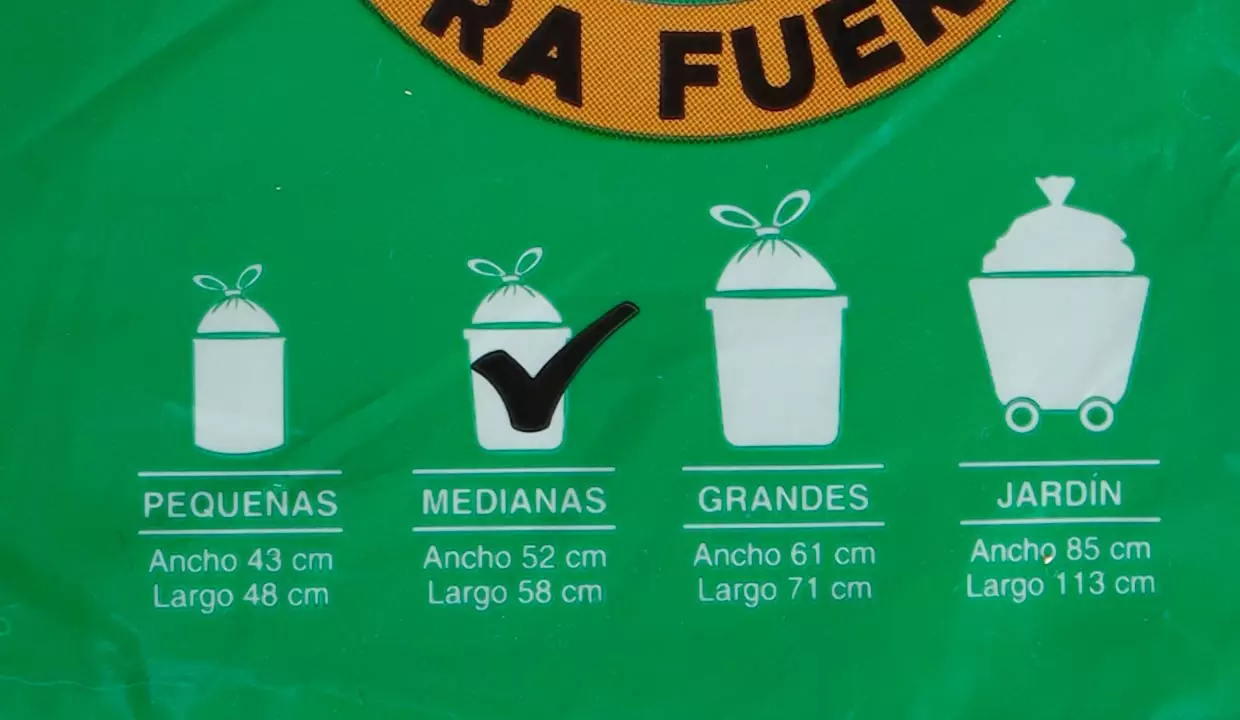 RA FUER
PEQUEÑAS
Ancho 43 cm
Largo 48 cm
MEDIANAS
Ancho 52 cm
Largo 58 cm
GRANDES
Ancho 61 cm
Largo 71 cm
JARDÍN
Ancho 85 cm
Largo 113 cm